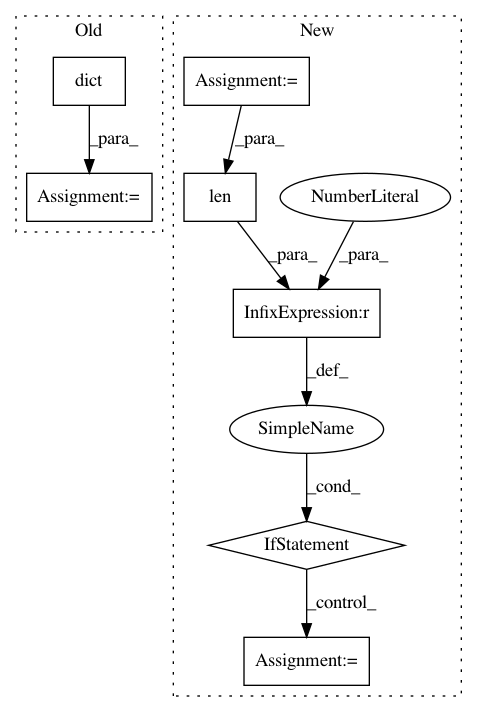 Old
New
dict
Assignment:=
_para_
_para_
Assignment:=
len
NumberLiteral
_para_
_para_
InfixExpression:r
_def_
SimpleName
_cond_
IfStatement
_control_
Assignment:=